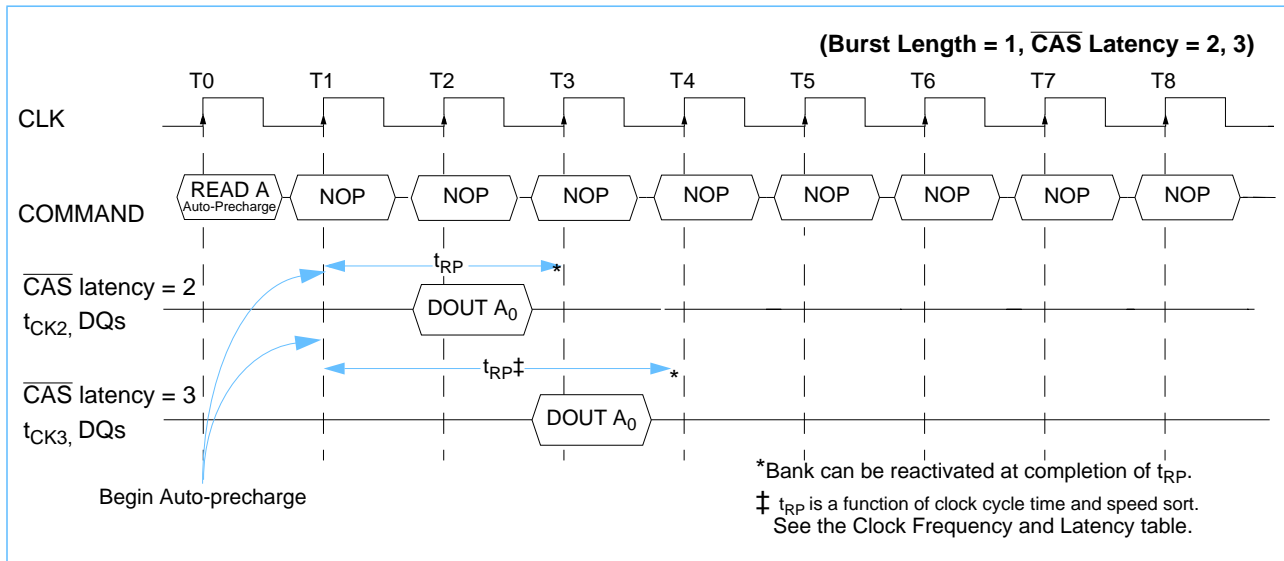 (Burst Length = 1, CAS Latency = 2, 3)
T0 T1 T2 T3 T4 T5 T6 T7 T8
CLK
COMMAND
READ A
Auto-Precharge
NOP NOP NOP NOP NOP NOP NOP NOP
tRP
*
CAS latency = 2
tCK2, DQs
DOUT A0
tRP‡
*
CAS latency = 3
tCK3, DQs
DOUT A0
Begin Auto-precharge
*Bank can be reactivated at completion of tRP.
‡ tRP is a function of clock cycle time and speed sort.
See the Clock Frequency and Latency table.